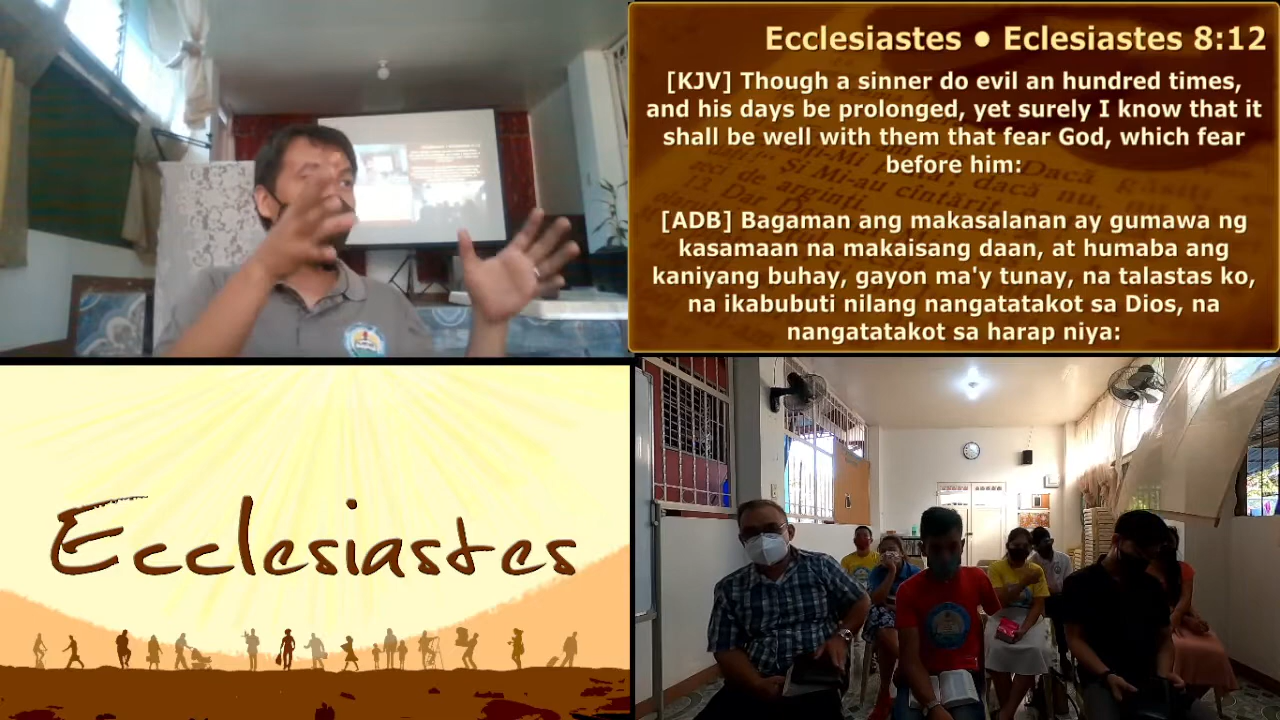 Ecclesiastes • Eclesiastes 8:12
[KJV] Though a sinner do evil an hundred times,
and his days be prolonged, yet surely I know that it
shall be well with them that fear God, which fear
before him:
[ADB] Bagaman ang makasalanan ay gumawa ng
kasamaan na makaisang daan, at humaba ang
kaniyang buhay, gayon ma'y tunay, na talastas ko,
na ikabubuti nilang nangatatakot sa Dios, na
nangatatakot sa harap niya:
Ecclesiastes